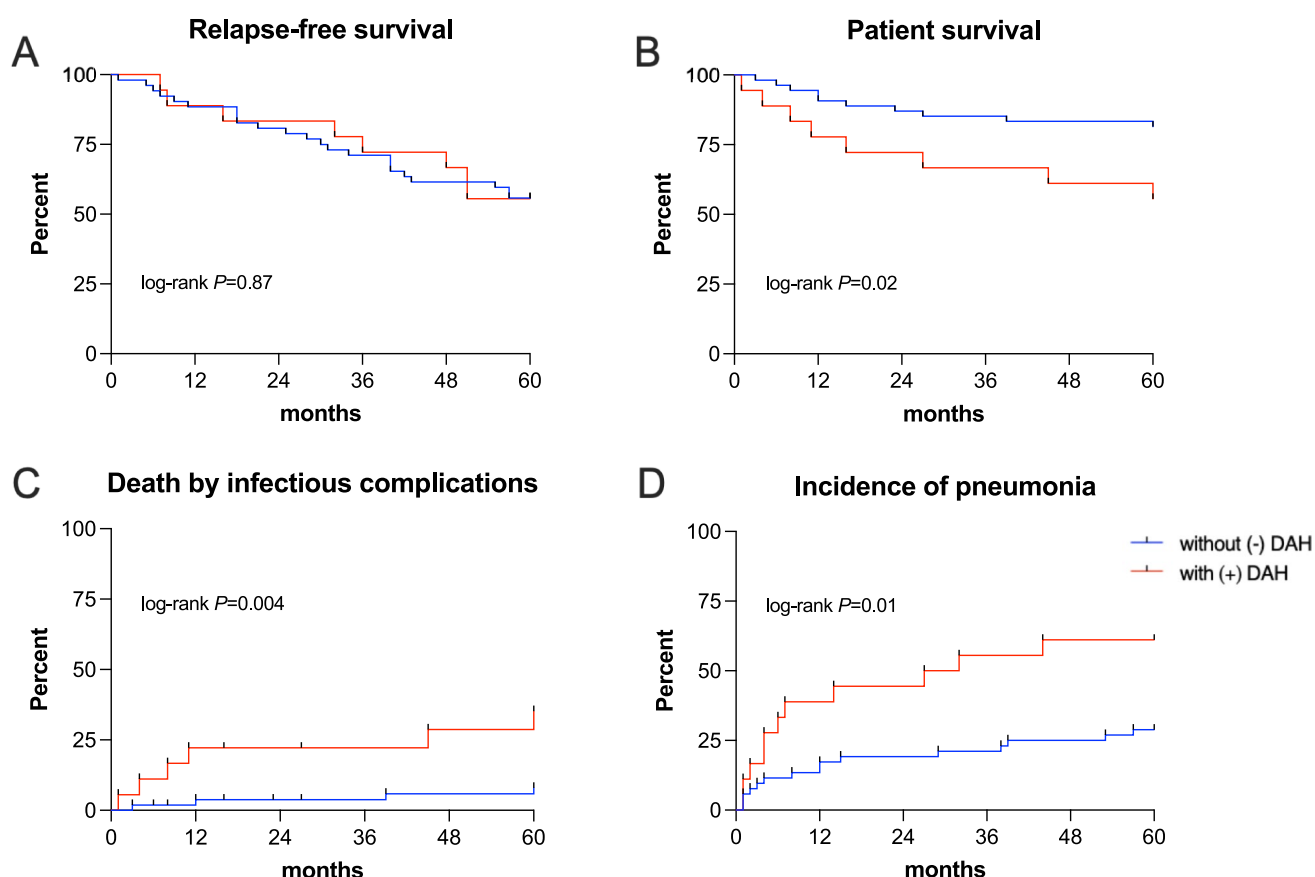 A
Relapse-free survival
100
75
50
25
0
Percent
log-rank P=0.87
0 12 24 36 48 60
months
B
Patient survival
100
75
50
25
0
Percent
log-rank P=0.02
0 12 24 36 48 60
months
C
Death by infectious complications
100
75
50
25
0
Percent
log-rank P=0.004
0 12 24 36 48 60
months
D
Incidence of pneumonia
100
75
50
25
0
Percent
log-rank P=0.01
0 12 24 36 48 60
months
without (-) DAH
with (+) DAH